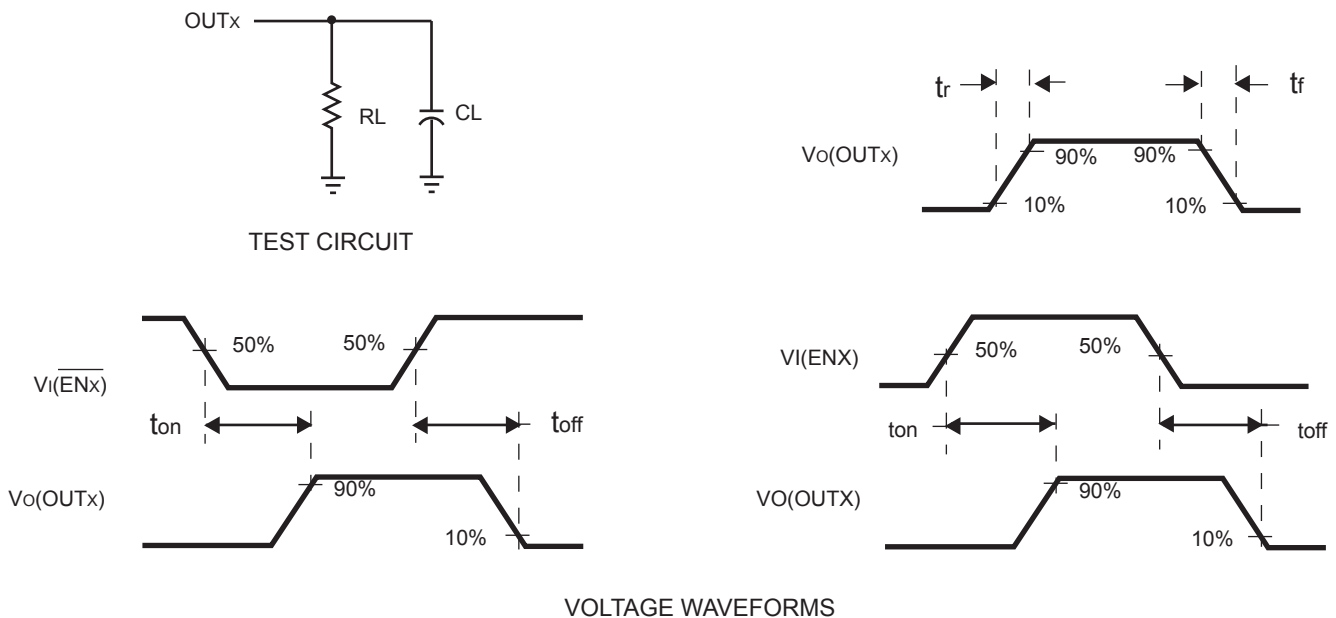 OUTx
RL
CL
TEST CIRCUIT
tr
tf
VO(OUTx)
90%
90%
10%
10%
VI(E̅N̅x̅)
50%
50%
ton
toff
VO(OUTx)
90%
10%
VI(ENX)
50%
50%
ton
toff
VO(OUTX)
90%
10%
VOLTAGE WAVEFORMS